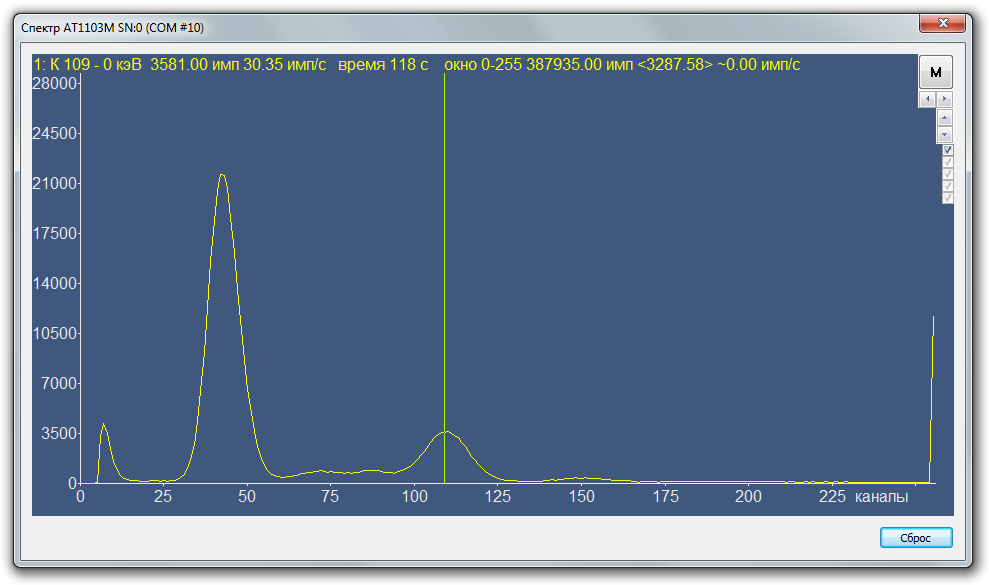 Спектр АТ1103М SN:0 (COM #10)
1: К 109 - 0 кэВ 3581.00 имп 30.35 имп/с время 118 с окно 0-255 387935.00 имп <3287.58> ~0.00 имп/с
М
28000
24500
21000
17500
14000
10500
7000
3500
0
0 25 50 75 100 125 150 175 200 225 каналы
Сброс